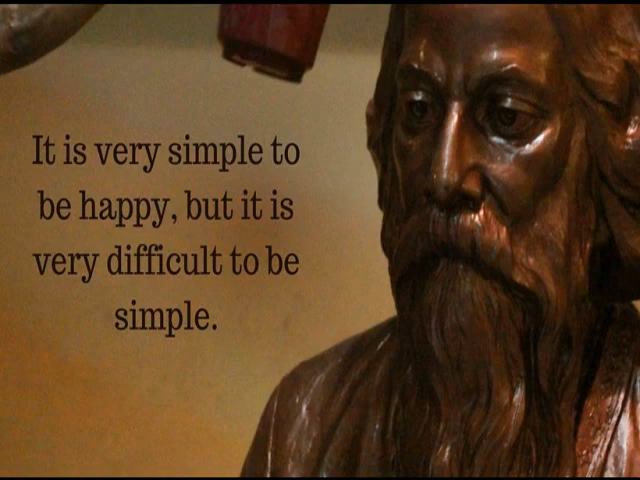 It is very simple to
be happy, but it is
very difficult to be
simple.